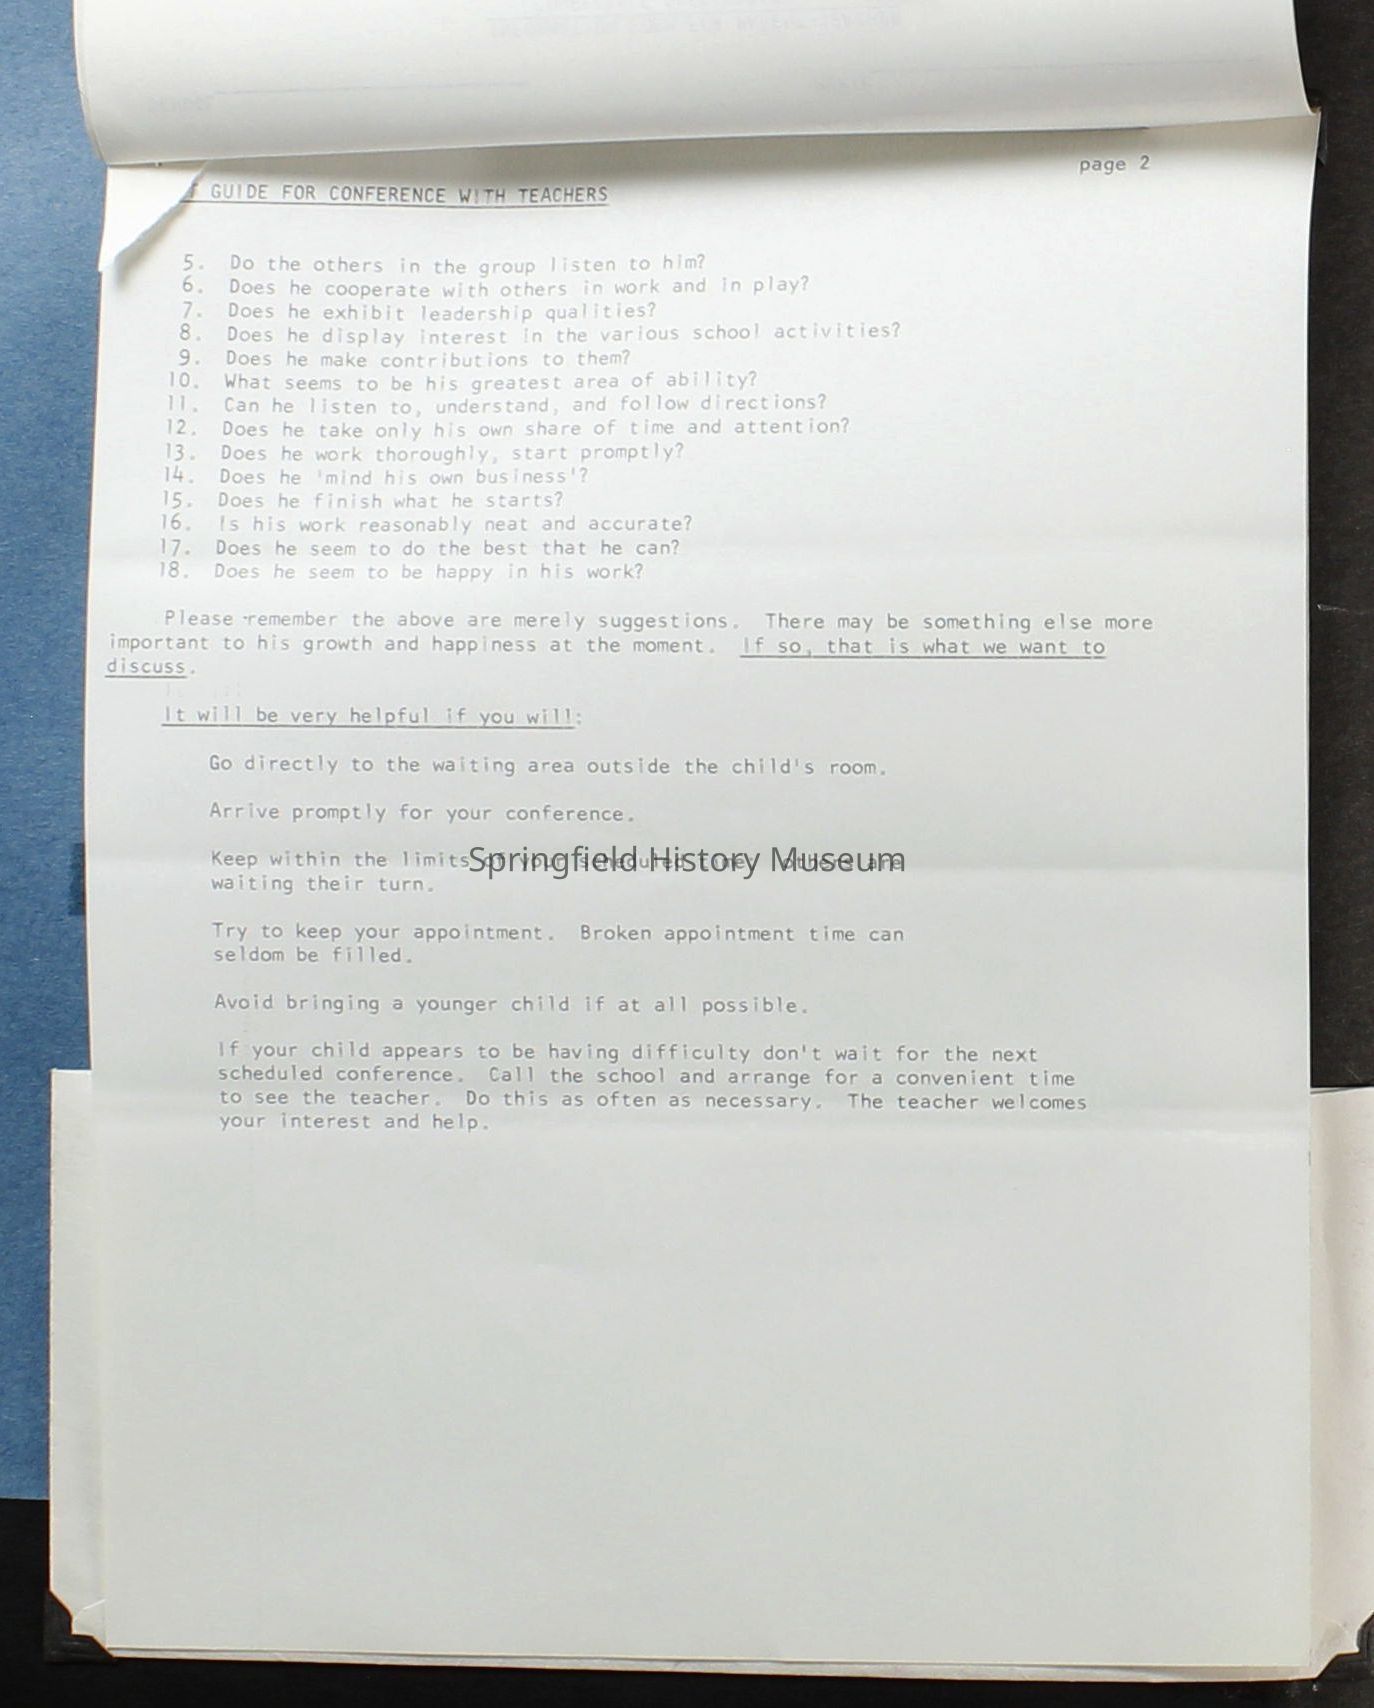 page 2
GUIDE FOR CONFERENCE WITH TEACHERS
5. Do the others in the group listen to him?
6. Does he cooperate with others in work and in play?
7. Does he exhibit leadership qualities?
8. Does he display interest in the various school activities?
9. Does he make contributions to them?
10. What seems to be his greatest area of ability?
11. Can he listen to, understand, and follow directions?
12. Does he take only his own share of time and attention?
13. Does he work thoroughly, start promptly?
14. Does he 'mind his own business'?
15. Does he finish what he starts?
16. Is his work reasonably neat and accurate?
17. Does he seem to do the best that he can?
18. Does he seem to be happy in his work?
Please remember the above are merely suggestions. There may be something else more
important to his growth and happiness at the moment. If so, that is what we want to
discuss.
It will be very helpful if you will:
Go directly to the waiting area outside the child's room.
Arrive promptly for your conference.
Keep within the limits of your scheduled time; others are
Springfield History Museum
waiting their turn.
Try to keep your appointment. Broken appointment time can
seldom be filled.
Avoid bringing a younger child if at all possible.
If your child appears to be having difficulty don't wait for the next
scheduled conference. Call the school and arrange for a convenient time
to see the teacher. Do this as often as necessary. The teacher welcomes
your interest and help.